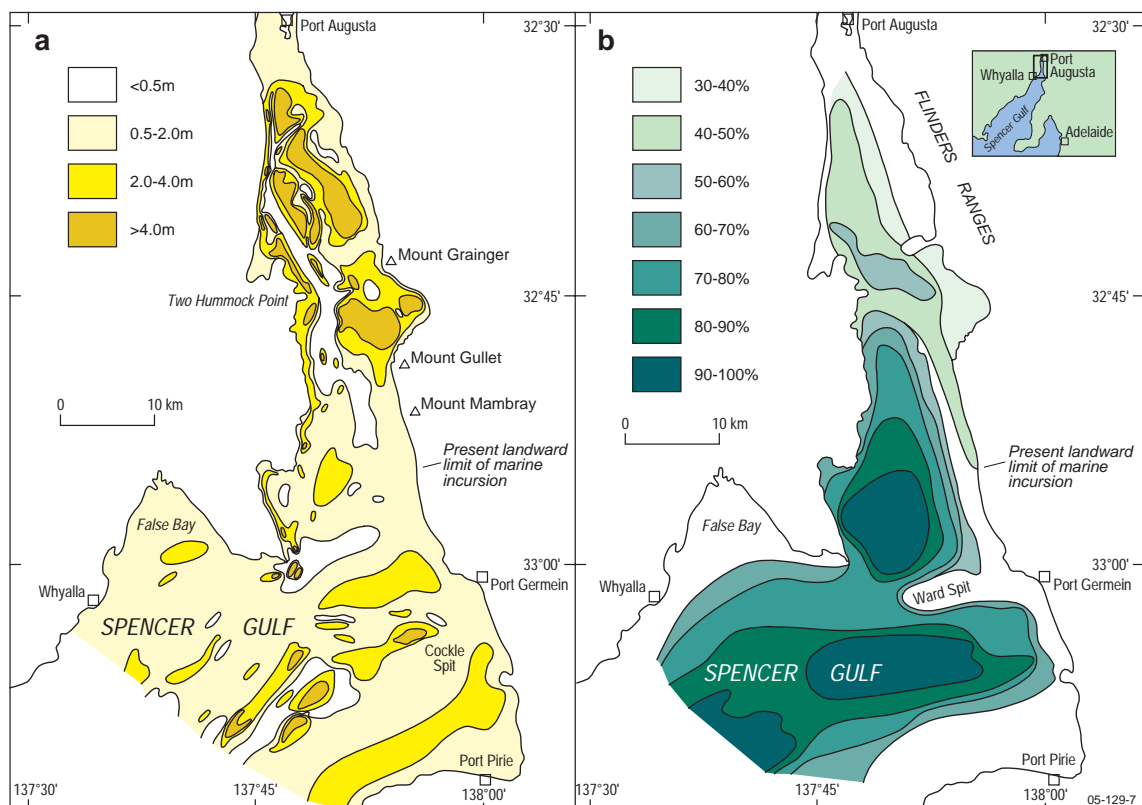 a
Port Augusta
<0.5m
0.5-2.0m
2.0-4.0m
>4.0m
Mount Grainger
Two Hummock Point
Mount Gullet
0 10 km
Mount Mambray
Present landward
limit of marine
incursion
False Bay
Whyalla
Port Germein
SPENCER GULF
Cockle
Spit
Port Pirie
137°30'
137°45'
138°00'
b
Port Augusta
32°30'
30-40%
40-50%
50-60%
60-70%
70-80%
80-90%
90-100%
FLINDERS RANGES
Port
Augusta
Whyalla
Spencer Gulf
Adelaide
32°45'
0 10 km
Present landward
limit of marine
incursion
False Bay
33°00'
Whyalla
Port Germein
Ward Spit
SPENCER GULF
Port Pirie
137°30'
137°45'
138°00'
32°30'
32°45'
33°00'
05-129-7